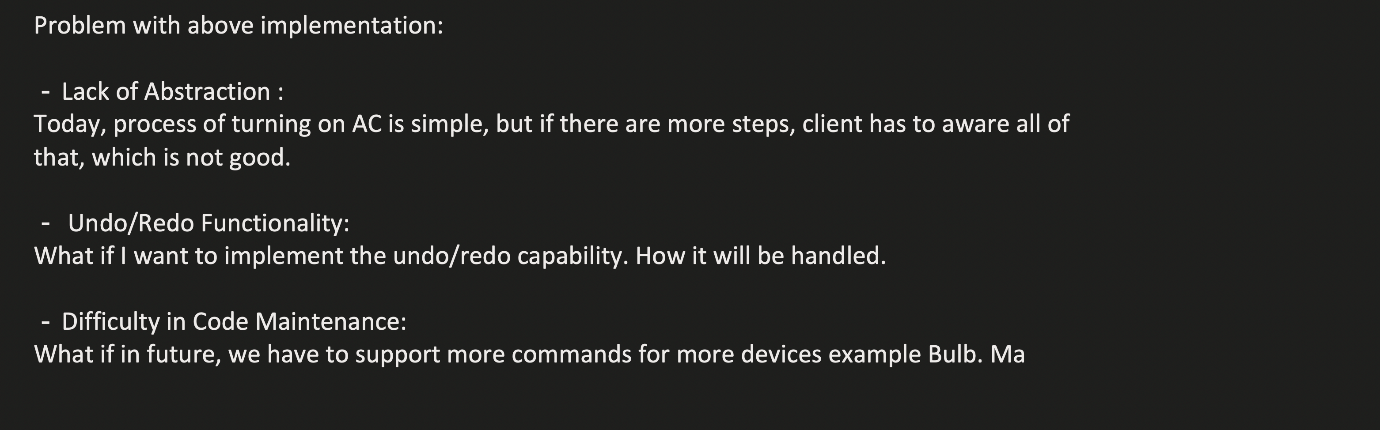 Problem with above implementation:
- Lack of Abstraction :
Today, process of turning on AC is simple, but if there are more steps, client has to aware all of
that, which is not good.
- Undo/Redo Functionality:
What if I want to implement the undo/redo capability. How it will be handled.
- Difficulty in Code Maintenance:
What if in future, we have to support more commands for more devices example Bulb. Ma